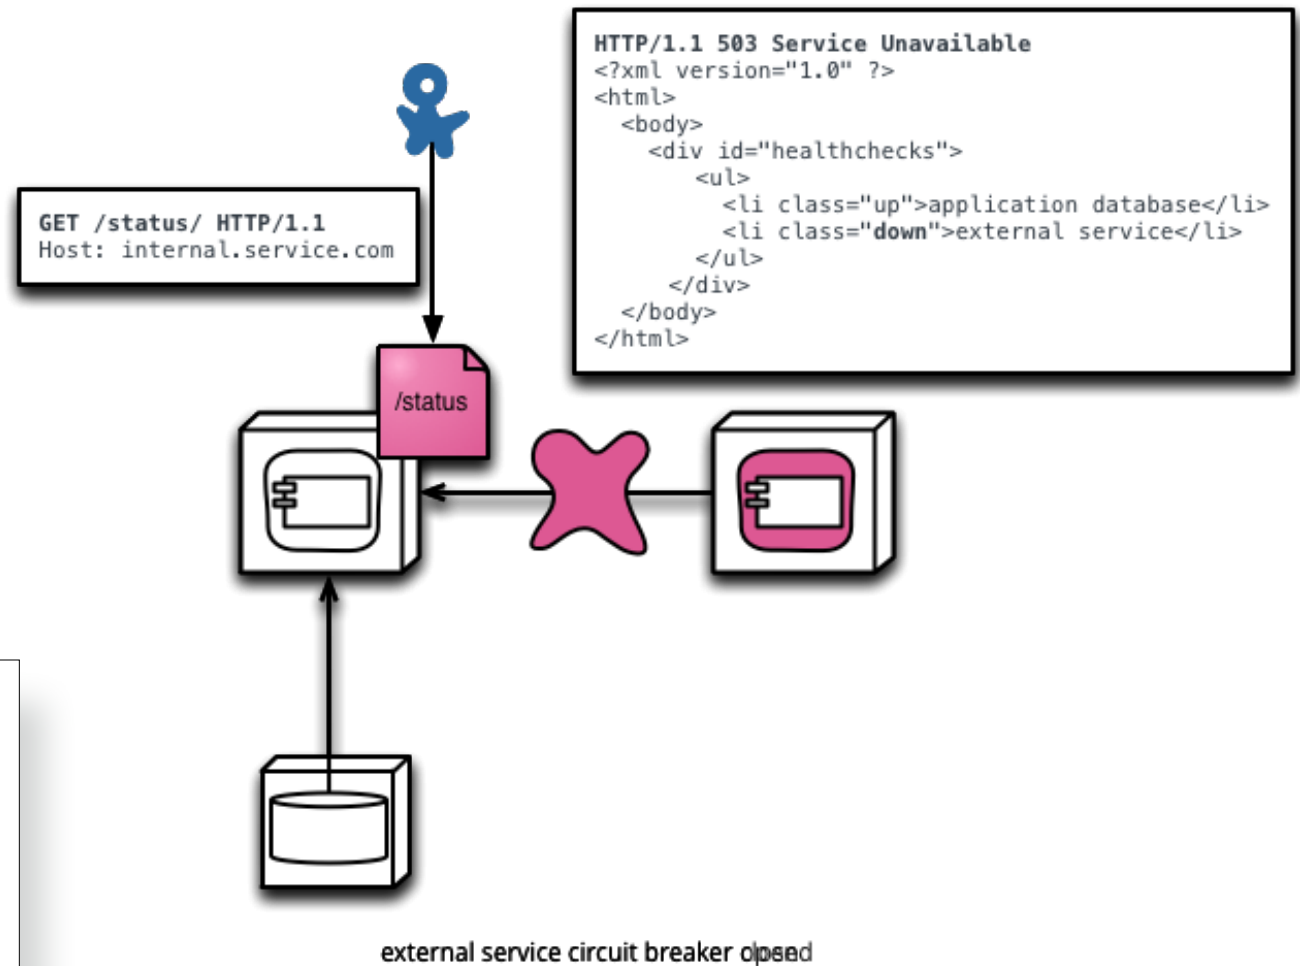 HTTP/1.1 503 Service Unavailable
<?xml version="1.0" ?>
<html>
<body>
<div id="healthchecks">
<ul>
<li class="up">application database</li>
<li class="down">external service</li>
</ul>
</div>
</body>
</html>
GET /status/ HTTP/1.1
Host: internal.service.com
/status
external service circuit breaker